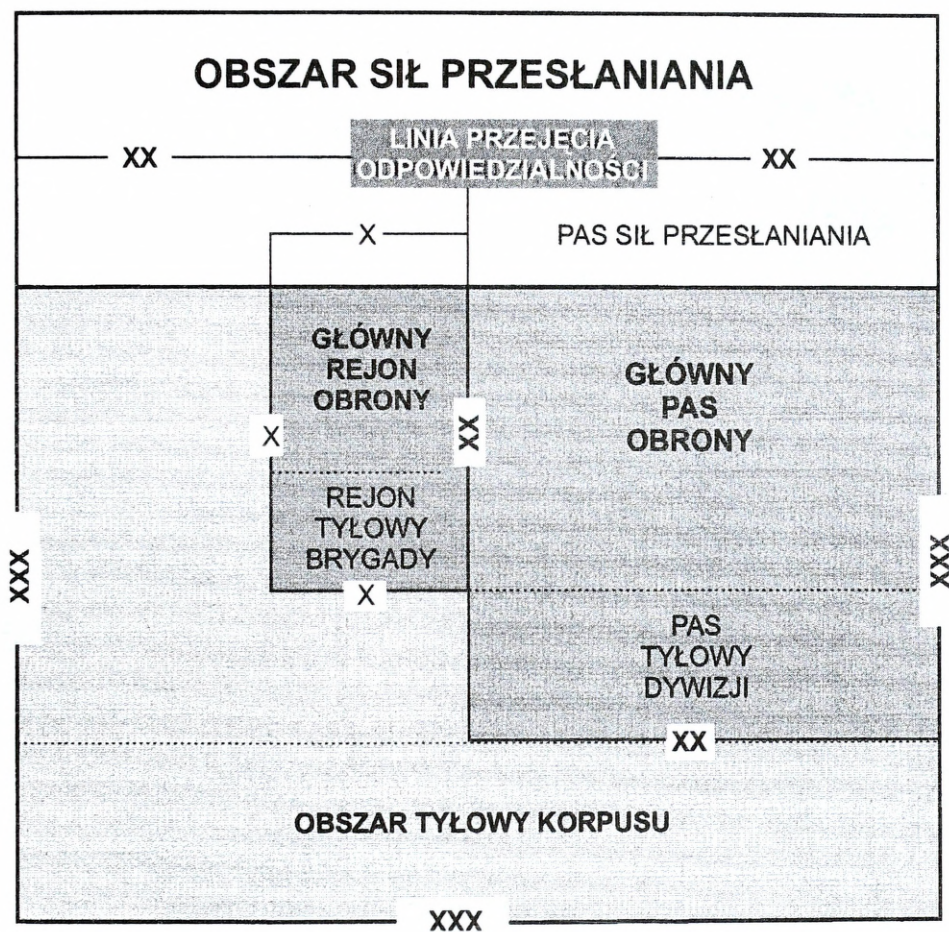 OBSZAR SIŁ PRZESŁANIANIA
LINIA PRZEJĘCIA
ODPOWIEDZIALNOŚCI
XX
XX
X
PAS SIŁ PRZESŁANIANIA
GŁÓWNY
REJON
OBRONY
GŁÓWNY
PAS
OBRONY
X
XX
REJON
TYŁOWY
BRYGADY
X
XXX
XXX
PAS
TYŁOWY
DYWIZJI
XX
OBSZAR TYŁOWY KORPUSU
XXX